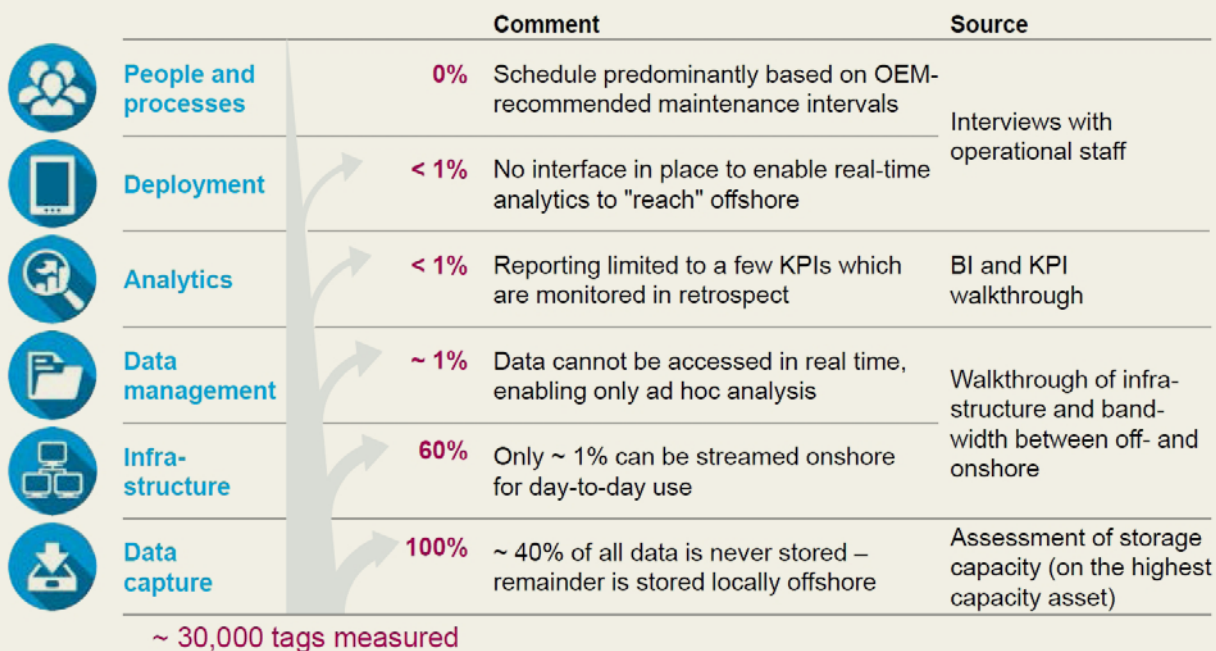 Comment
Source
People and
processes
0%
Schedule predominantly based on OEM-
recommended maintenance intervals
Interviews with
operational staff
Deployment
< 1%
No interface in place to enable real-time
analytics to "reach" offshore
Analytics
< 1%
Reporting limited to a few KPIs which
are monitored in retrospect
BI and KPI
walkthrough
Data
management
~ 1%
Data cannot be accessed in real time,
enabling only ad hoc analysis
Walkthrough of infra-
structure and band-
width between off- and
onshore
Infra-
structure
60%
Only ~ 1% can be streamed onshore
for day-to-day use
Data
capture
100%
~ 40% of all data is never stored –
remainder is stored locally offshore
Assessment of storage
capacity (on the highest
capacity asset)
~ 30,000 tags measured